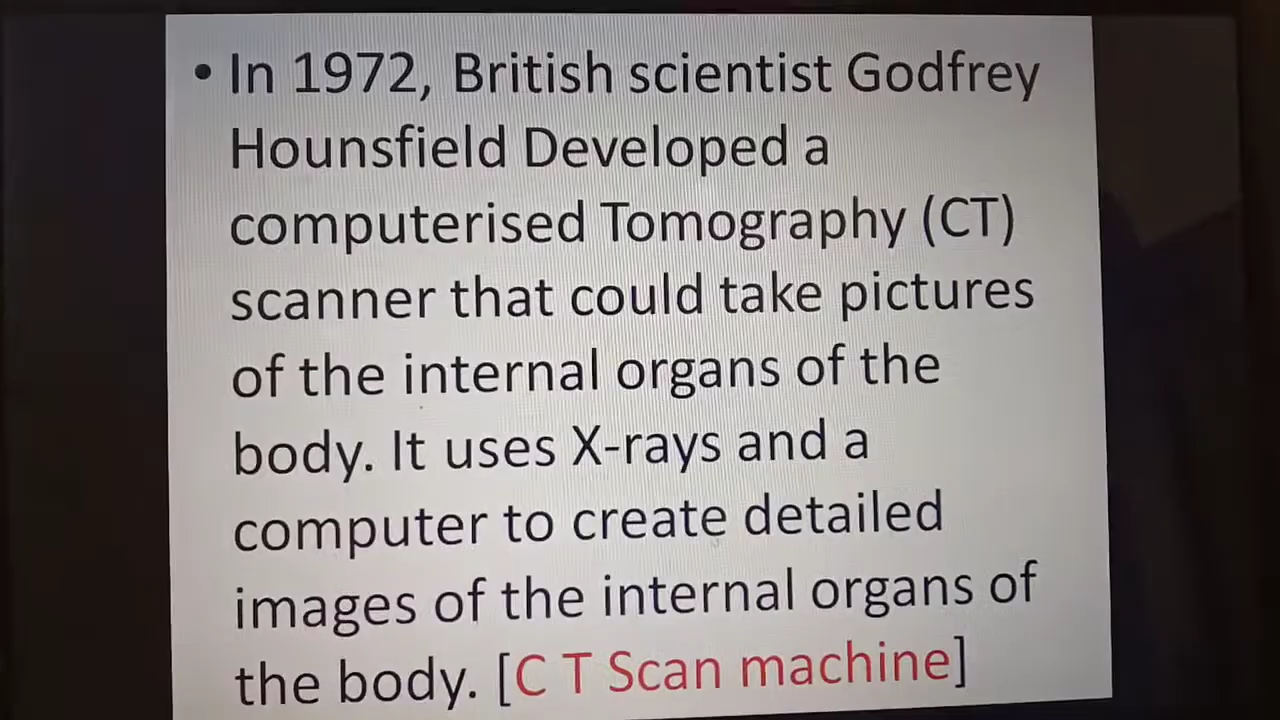 • In 1972, British scientist Godfrey
Hounsfield Developed a
computerised Tomography (CT)
scanner that could take pictures
of the internal organs of the
body. It uses X-rays and a
computer to create detailed
images of the internal organs of
the body. [C T Scan machine]